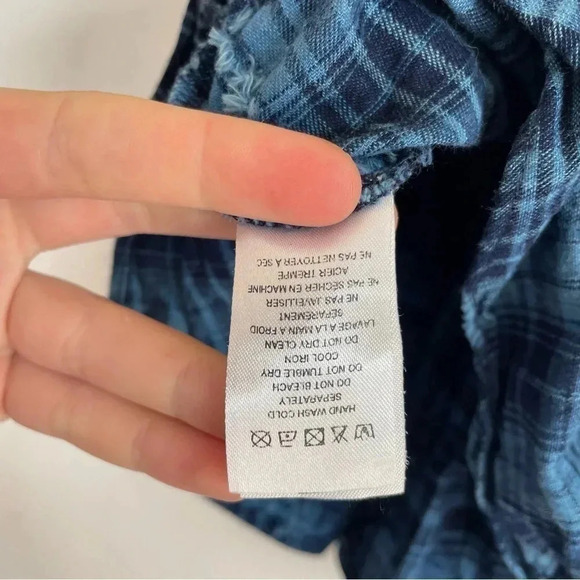 HAND WASH COLD
SEPARATELY
DO NOT BLEACH
DO NOT TUMBLE DRY
COOL IRON
DO NOT DRY CLEAN
LAVAGE A LA MAIN A FROID
SEPAREMENT
NE PAS JAVELLISER
NE PAS SECHER EN MACHINE
ACIER TREMPE
NE PAS NETTOYER A SEC